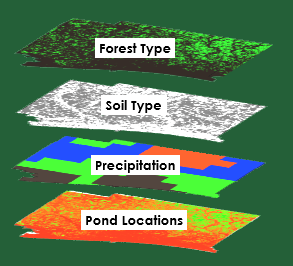 Forest Type
Soil Type
Precipitation
Pond Locations